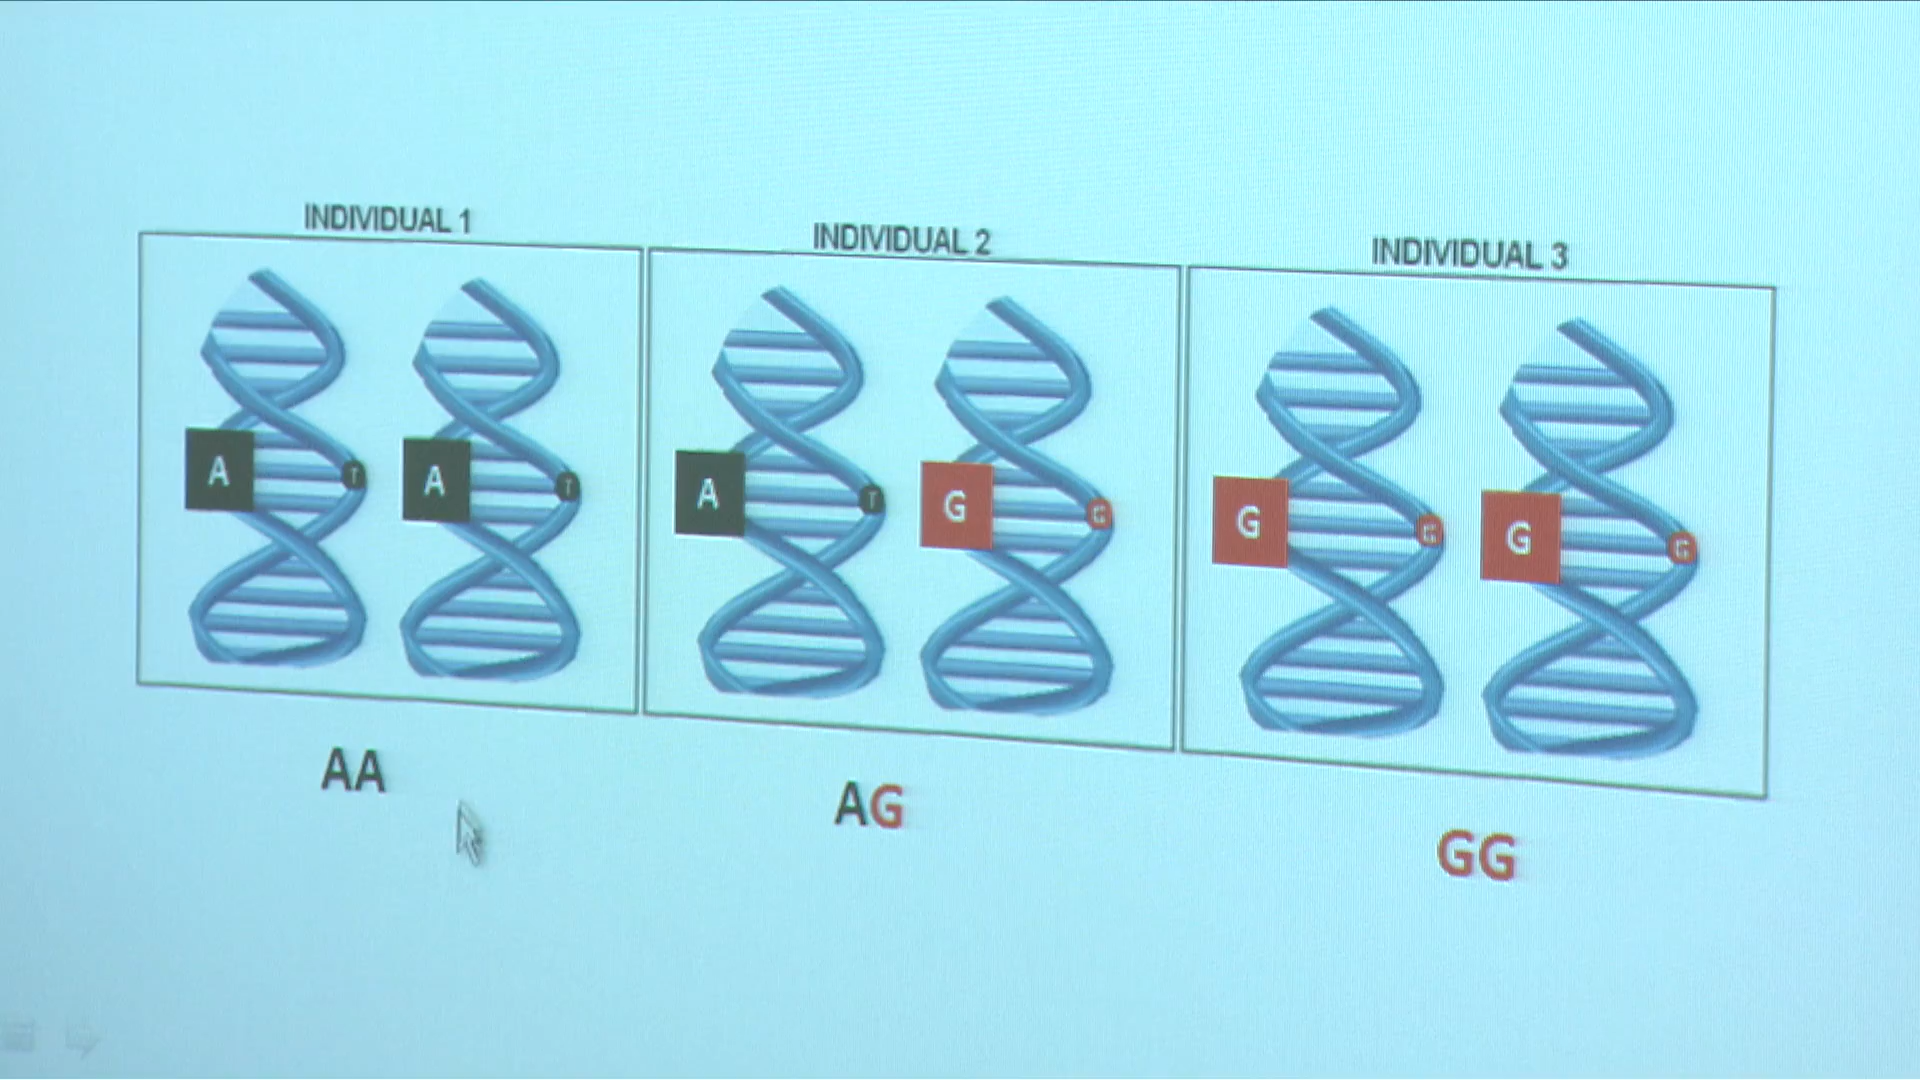 INDIVIDUAL 1
INDIVIDUAL 2
INDIVIDUAL 3
A T A T
A T G G
G G G G
AA
AG
GG